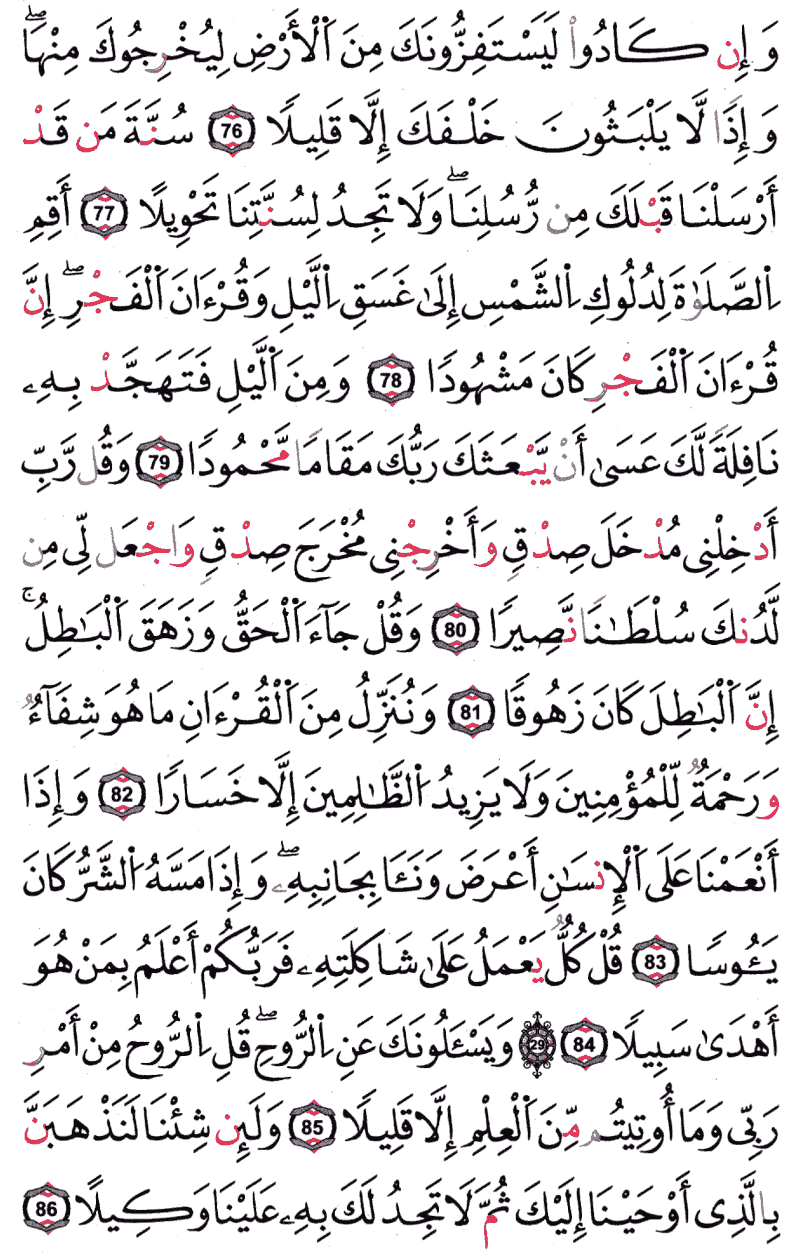 وَإِن كَادُواْ لَيَسْتَفِزُّونَكَ مِنَ ٱلْأَرْضِ لِيُخْرِجُوكَ مِنْهَا ۖ
وَإِذًا لَّا يَلْبَثُونَ خَلْفَكَ إِلَّا قَلِيلًا 76 سُنَّةَ مَن قَدْ
أَرْسَلْنَا قَبْلَكَ مِن رُّسُلِنَا ۖ وَلَا تَجِدُ لِسُنَّتِنَا تَحْوِيلًا 77 أَقِمِ
ٱلصَّلَوٰةَ لِدُلُوكِ ٱلشَّمْسِ إِلَىٰ غَسَقِ ٱلَّيْلِ وَقُرْءَانَ ٱلْفَجْرِ ۖ إِنَّ
قُرْءَانَ ٱلْفَجْرِ كَانَ مَشْهُودًا 78 وَمِنَ ٱلَّيْلِ فَتَهَجَّدْ بِهِۦ
نَافِلَةً لَّكَ عَسَىٰ أَنْ يَّبْعَثَكَ رَبُّكَ مَقَامًا مَّحْمُودًا 79 وَقُل رَّبِّ
أَدْخِلْنِى مُدْخَلَ صِدْقٍ وَأَخْرِجْنِى مُخْرَجَ صِدْقٍ وَاجْعَل لِّى مِن
لَّدُنكَ سُلْطَـٰنًا نَّصِيرًا 80 وَقُلْ جَآءَ ٱلْحَقُّ وَزَهَقَ ٱلْبَـٰطِلُ ۚ
إِنَّ ٱلْبَـٰطِلَ كَانَ زَهُوقًا 81 وَنُنَزِّلُ مِنَ ٱلْقُرْءَانِ مَا هُوَ شِفَآءٌ
وَرَحْمَةٌ لِّلْمُؤْمِنِينَ وَلَا يَزِيدُ ٱلظَّـٰلِمِينَ إِلَّا خَسَارًا 82 وَإِذَا
أَنْعَمْنَا عَلَى ٱلْإِنسَـٰنِ أَعْرَضَ وَنَـَٔا بِجَانِبِهِۦ ۖ وَإِذَا مَسَّهُ ٱلشَّرُّ كَانَ
يَـُٔوسًا 83 قُلْ كُلٌّ يَعْمَلُ عَلَىٰ شَاكِلَتِهِۦ فَرَبُّكُمْ أَعْلَمُ بِمَنْ هُوَ
أَهْدَىٰ سَبِيلًا 84 29 وَيَسْـَٔلُونَكَ عَنِ ٱلرُّوحِ ۖ قُلِ ٱلرُّوحُ مِنْ أَمْرِ
رَبِّى وَمَا أُوتِيتُم مِّنَ ٱلْعِلْمِ إِلَّا قَلِيلًا 85 وَلَئِن شِئْنَا لَنَذْهَبَنَّ
بِالَّذِى أَوْحَيْنَا إِلَيْكَ ثُمَّ لَا تَجِدُ لَكَ بِهِۦ عَلَيْنَا وَكِيلًا 86